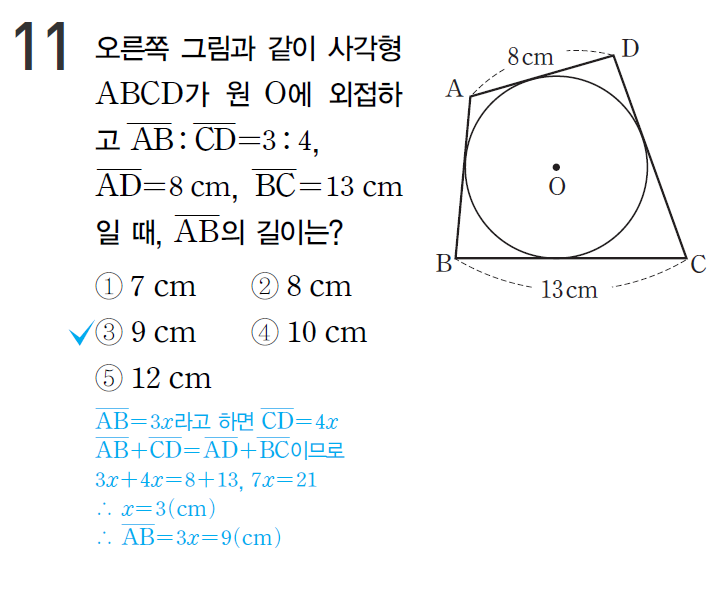 11
오른쪽 그림과 같이 사각형
ABCD가 원 O에 외접하
고 AB : CD=3 : 4,
AD=8 cm, BC=13 cm
일 때, AB의 길이는?
① 7 cm ② 8 cm
③ 9 cm ④ 10 cm
⑤ 12 cm
AB=3x라고 하면 CD=4x
AB+CD=AD+BC이므로
3x+4x=8+13, 7x=21
∴ x=3(cm)
∴ AB=3x=9(cm)
8cm
D
A
O
B
C
13cm